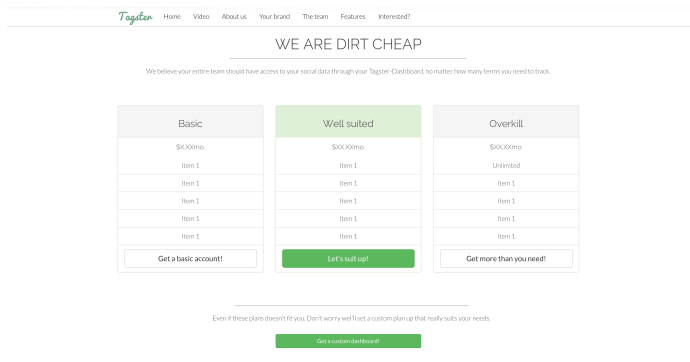 Tagster Home Video About us Your brand The team Features Interested?
WE ARE DIRT CHEAP
We believe your entire team should have access to your social data through your Tagster-Dashboard, no matter how many terms you need to track.
Basic
$X.XX/mo
Item 1
Item 1
Item 1
Item 1
Item 1
Get a basic account!
Well suited
$XX.XX/mo
Item 1
Item 1
Item 1
Item 1
Item 1
Let's suit up!
Overkill
$XX.XX/mo
Unlimited
Item 1
Item 1
Item 1
Item 1
Get more than you need!
Even if these plans doesn't fit you. Don't worry we'll set a custom plan up that really suits your needs.
Get a custom dashboard!